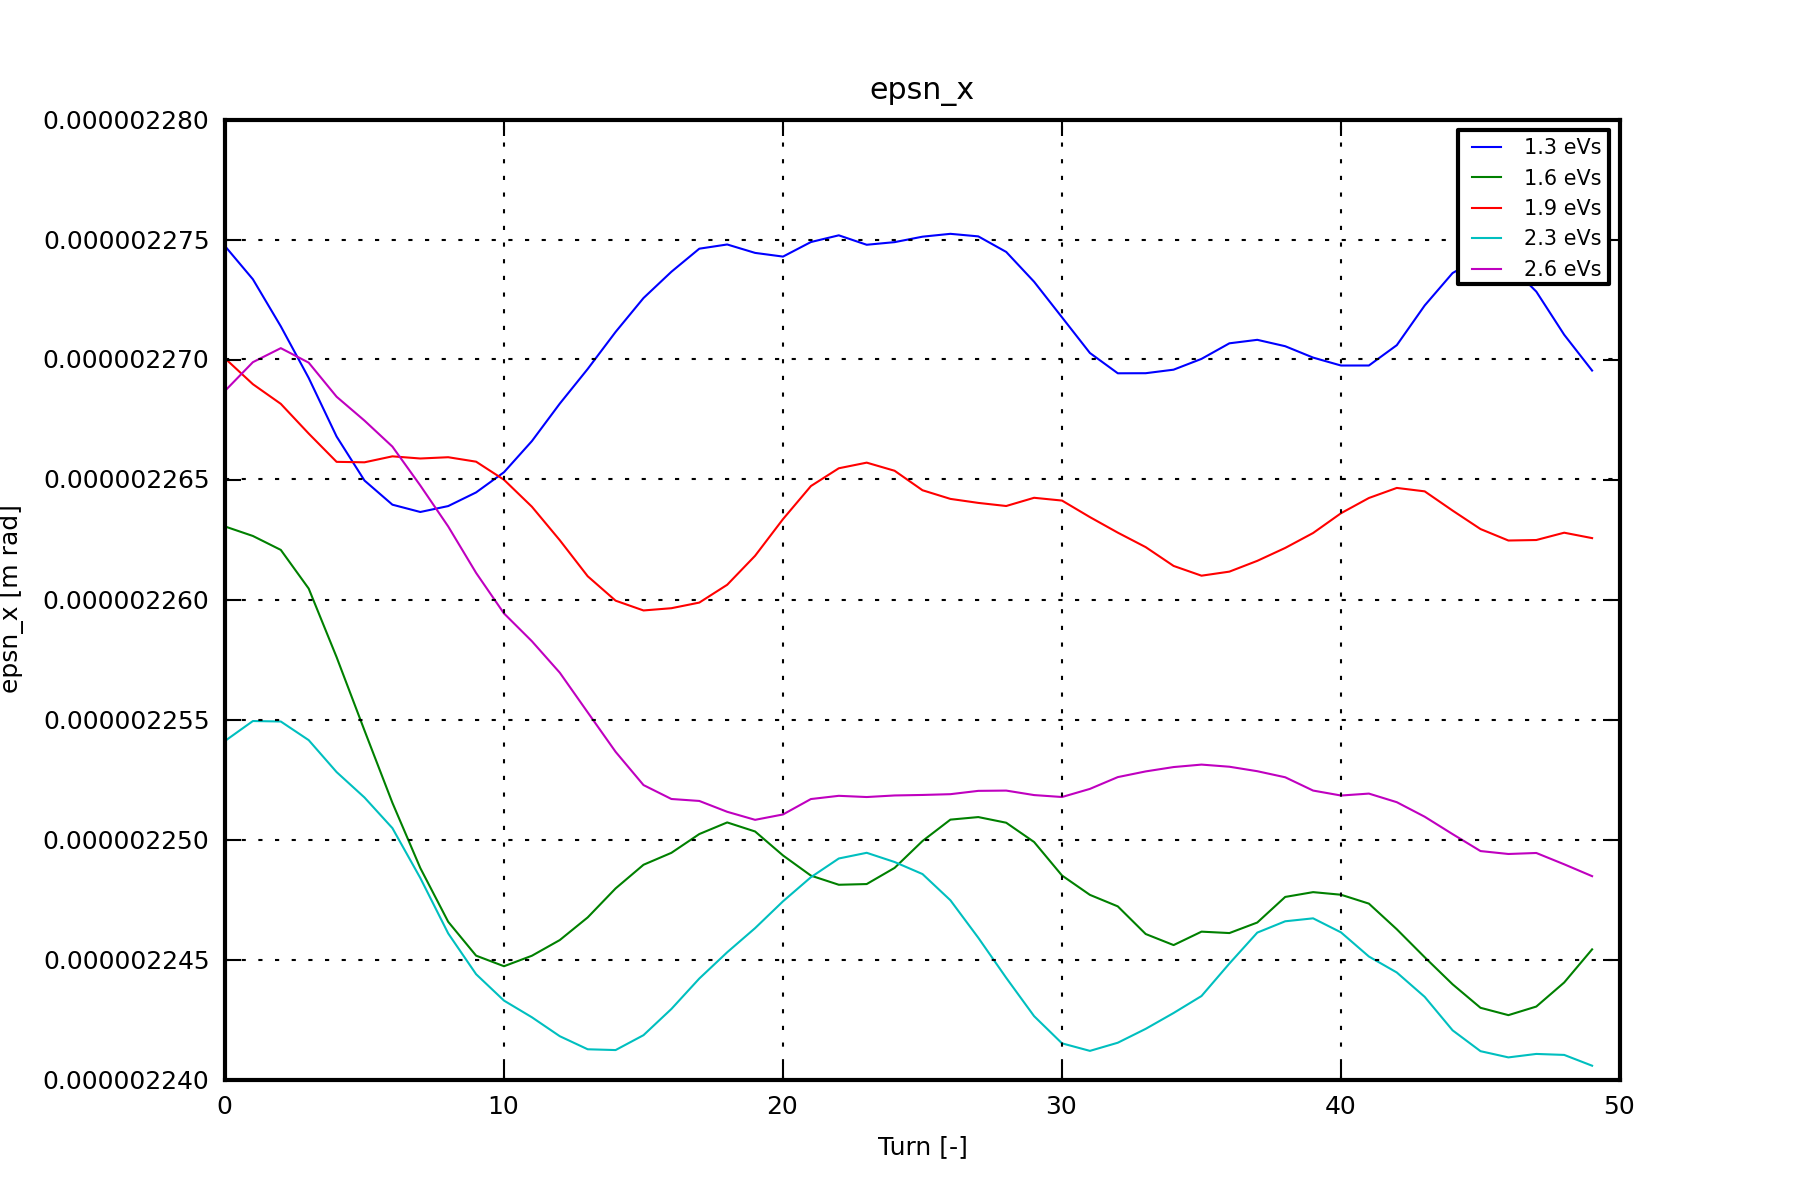 epsn_x
0.000002280
0.000002275
0.000002270
0.000002265
0.000002260
0.000002255
0.000002250
0.000002245
0.000002240
epsn_x [m rad]
1.3 eVs
1.6 eVs
1.9 eVs
2.3 eVs
2.6 eVs
0 10 20 30 40 50
Turn [-]